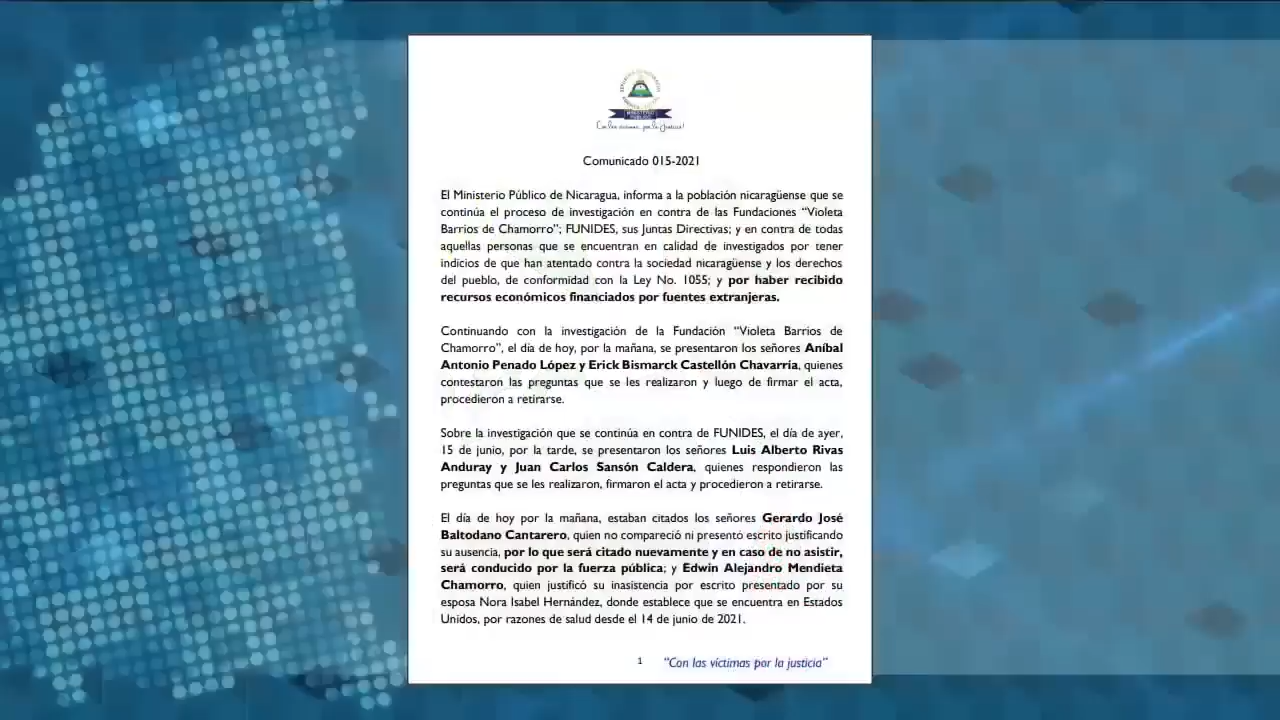 MINISTERIO
PÚBLICO
Con las víctimas, por la Justicia!
Comunicado 015-2021
El Ministerio Público de Nicaragua, informa a la población nicaragüense que se
continúa el proceso de investigación en contra de las Fundaciones “Violeta
Barrios de Chamorro”; FUNIDES, sus Juntas Directivas; y en contra de todas
aquellas personas que se encuentran en calidad de investigados por tener
indicios de que han atentado contra la sociedad nicaragüense y los derechos
del pueblo, de conformidad con la Ley No. 1055; y por haber recibido
recursos económicos financiados por fuentes extranjeras.
Continuando con la investigación de la Fundación “Violeta Barrios de
Chamorro”, el día de hoy, por la mañana, se presentaron los señores Aníbal
Antonio Penado López y Erick Bismarck Castellón Chavarría, quienes
contestaron las preguntas que se les realizaron y luego de firmar el acta,
procedieron a retirarse.
Sobre la investigación que se continúa en contra de FUNIDES, el día de ayer,
15 de junio, por la tarde, se presentaron los señores Luis Alberto Rivas
Anduray y Juan Carlos Sansón Caldera, quienes respondieron las
preguntas que se les realizaron, firmaron el acta y procedieron a retirarse.
El día de hoy por la mañana, estaban citados los señores Gerardo José
Baltodano Cantarero, quien no compareció ni presentó escrito justificando
su ausencia, por lo que será citado nuevamente y en caso de no asistir,
será conducido por la fuerza pública; y Edwin Alejandro Mendieta
Chamorro, quien justificó su inasistencia por escrito presentado por su
esposa Nora Isabel Hernández, donde establece que se encuentra en Estados
Unidos, por razones de salud desde el 14 de junio de 2021.
1 “Con las víctimas por la justicia”